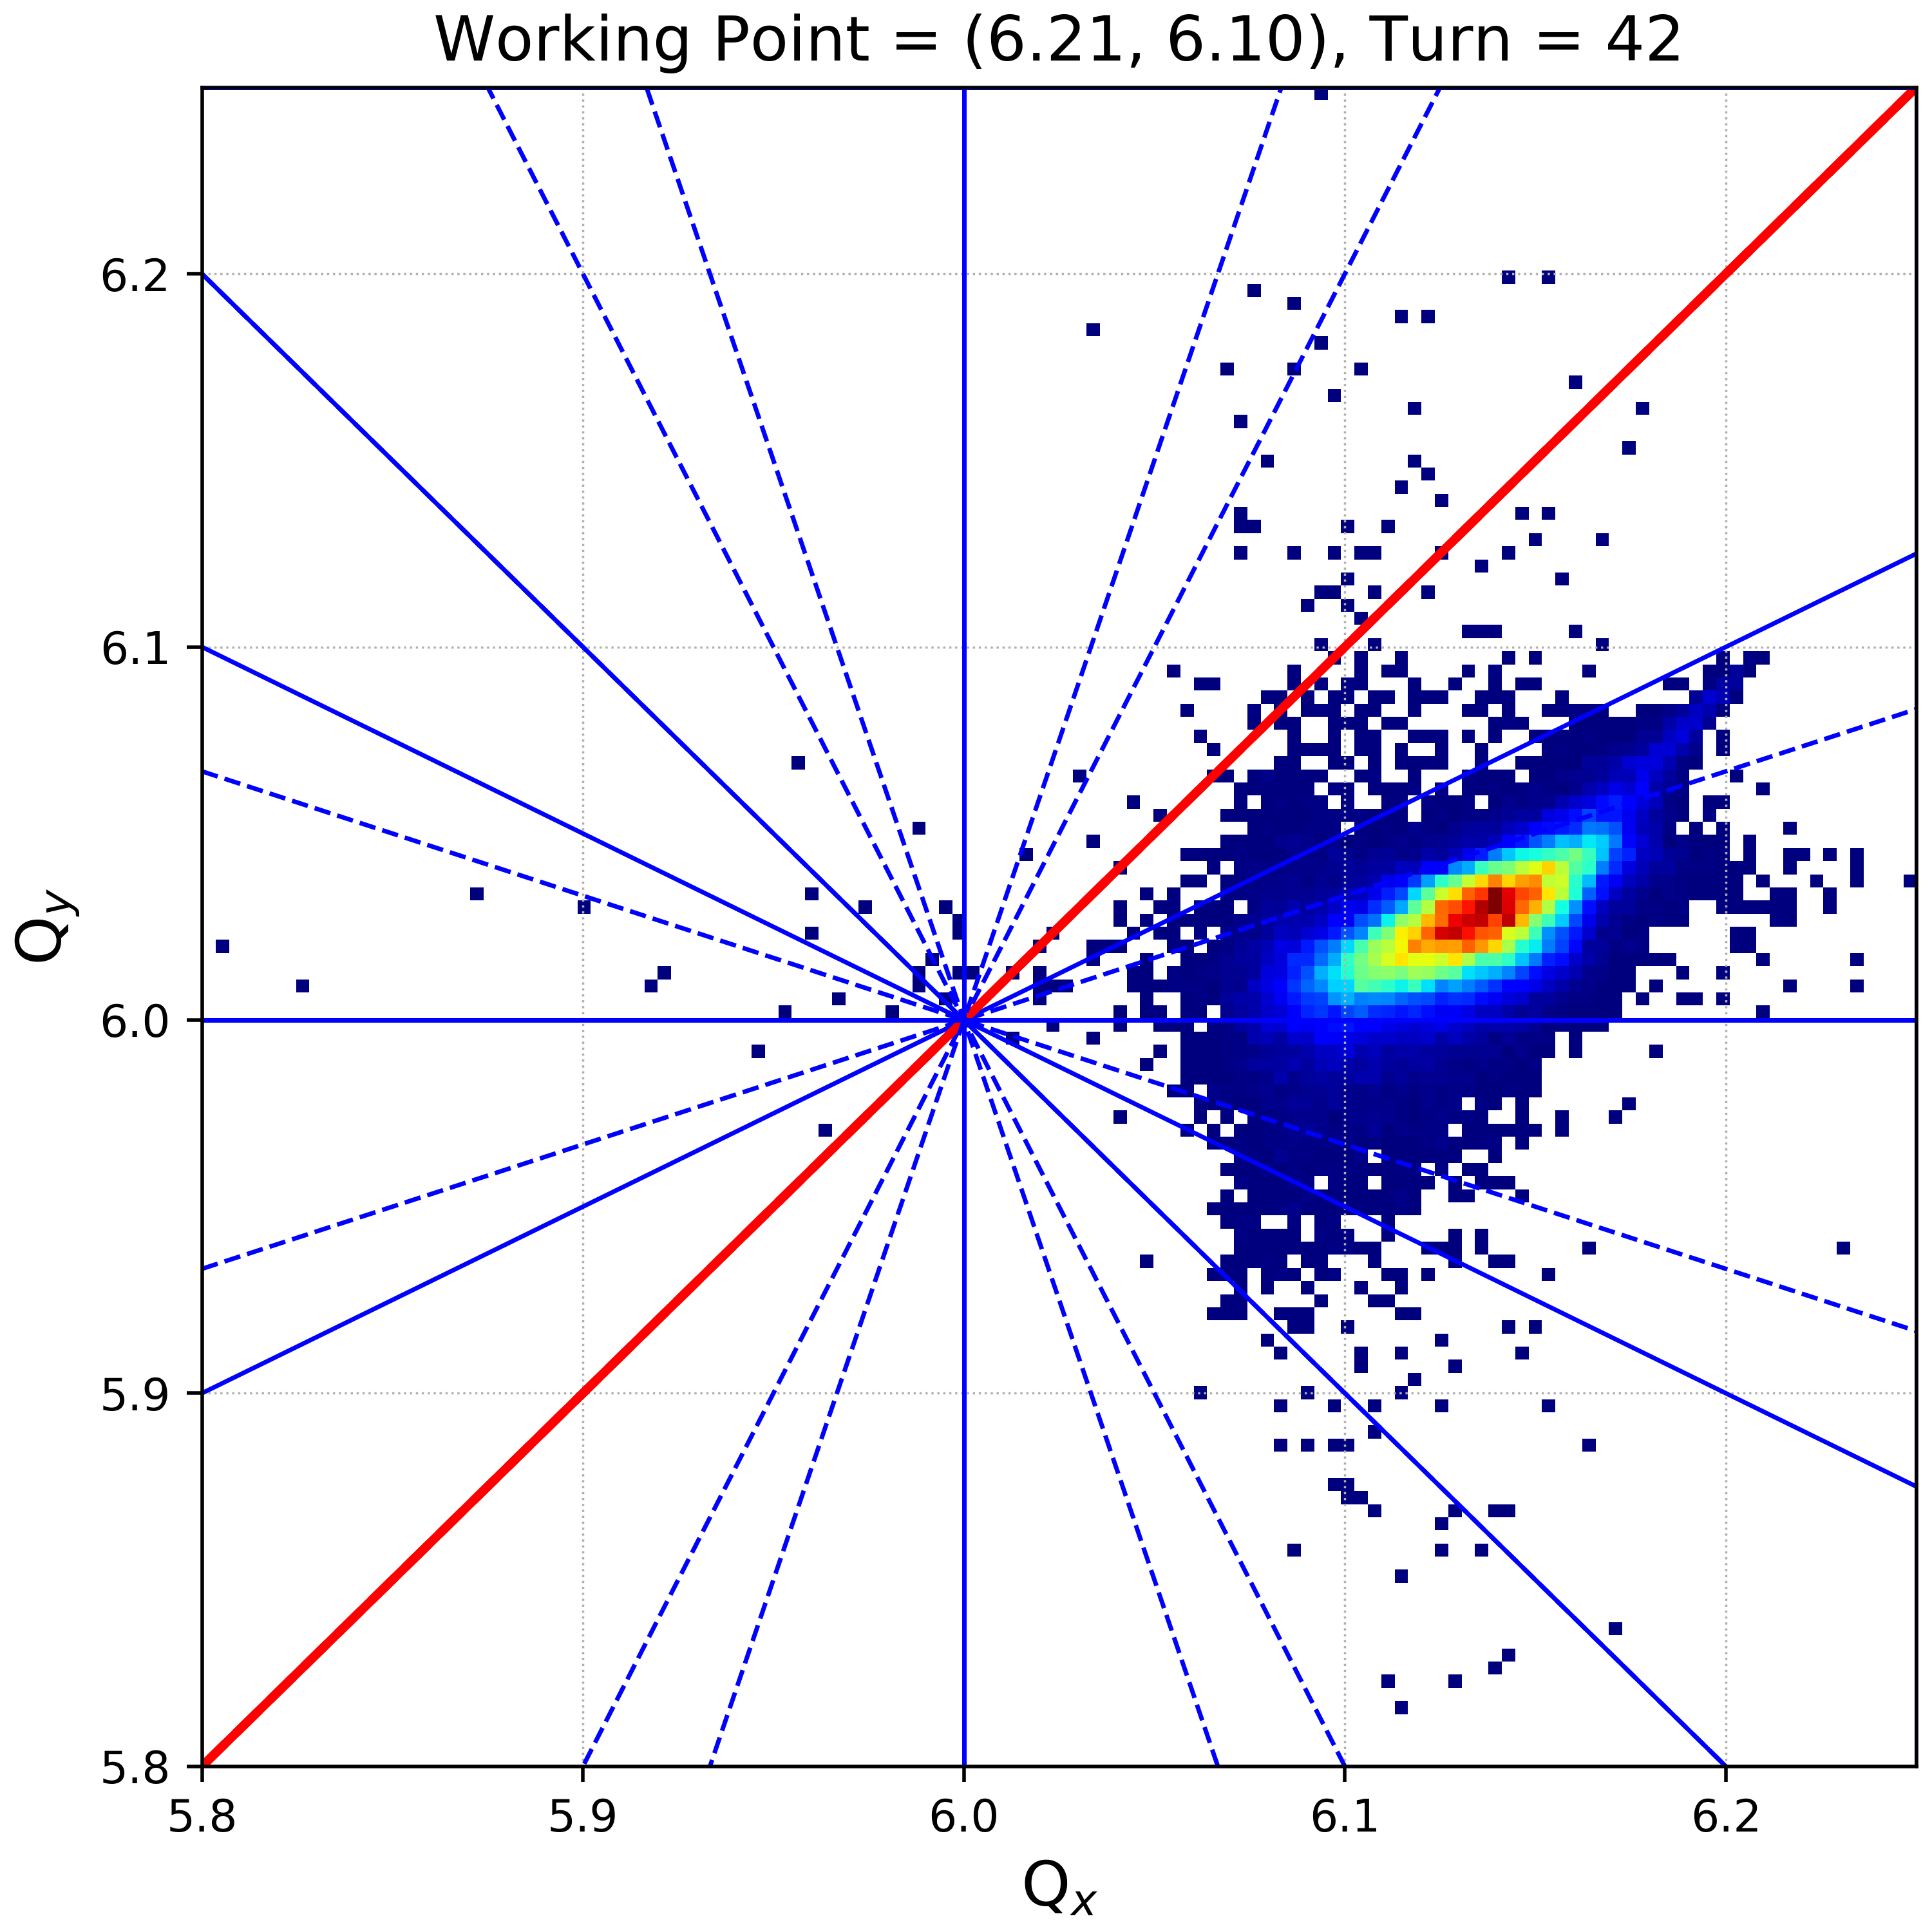 Working Point = (6.21, 6.10), Turn = 42
6.2
6.1
6.0
5.9
5.8
Qy
5.8 5.9 6.0 6.1 6.2
Qx